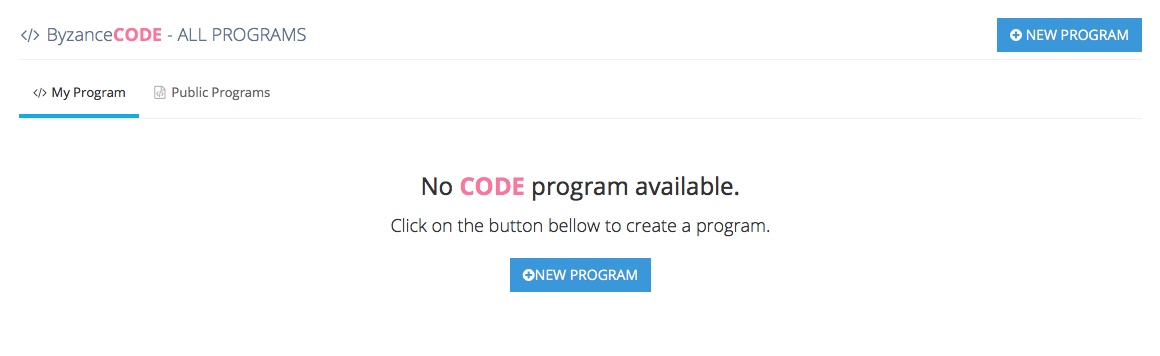 ByzanceCODE - ALL PROGRAMS
NEW PROGRAM
My Program
Public Programs
No CODE program available.
Click on the button bellow to create a program.
NEW PROGRAM